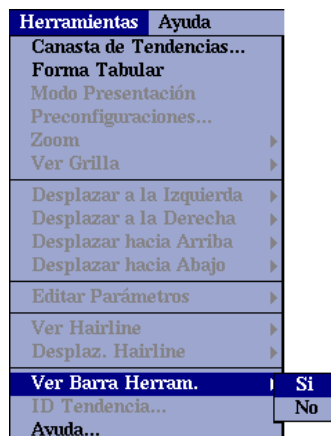 Herramientas Ayuda
Canasta de Tendencias...
Forma Tabular
Modo Presentación
Preconfiguraciones...
Zoom
Ver Grilla
Desplazar a la Izquierda
Desplazar a la Derecha
Desplazar hacia Arriba
Desplazar hacia Abajo
Editar Parámetros
Ver Hairline
Desplaz. Hairline
Ver Barra Herram. Si
ID Tendencia... No
Ayuda...